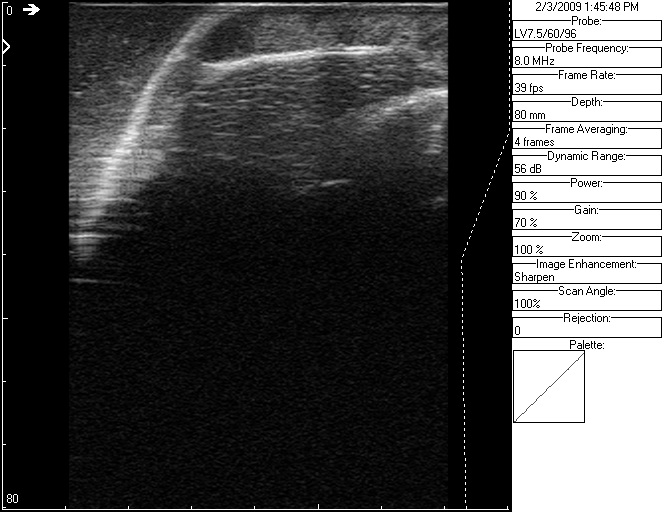 0
80
2/3/2009 1:45:48 PM
Probe:
LV7.5/60/96
Probe Frequency:
8.0 MHz
Frame Rate:
39 fps
Depth:
80 mm
Frame Averaging:
4 frames
Dynamic Range:
56 dB
Power:
90 %
Gain:
70 %
Zoom:
100 %
Image Enhancement:
Sharpen
Scan Angle:
100%
Rejection:
0
Palette: